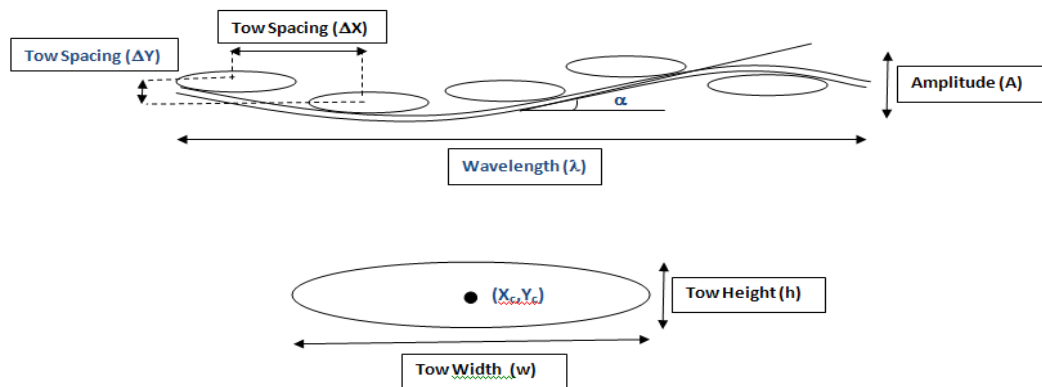 Tow Spacing (ΔX)
Tow Spacing (ΔY)
Amplitude (A)
α
Wavelength (λ)
(Xc,Yc)
Tow Height (h)
Tow Width (w)